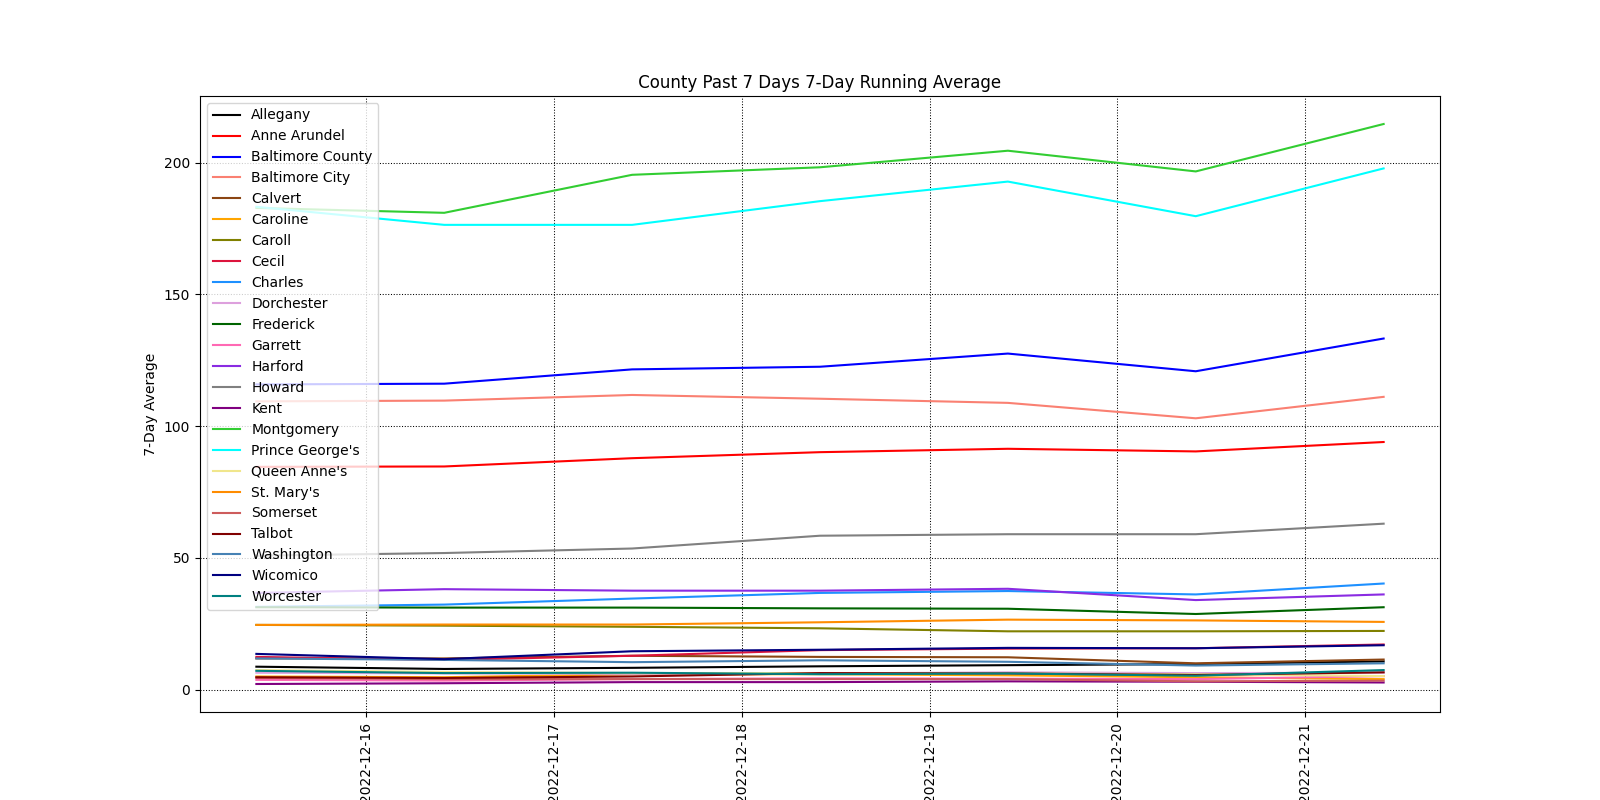 County Past 7 Days 7-Day Running Average
Allegany
Anne Arundel
Baltimore County
Baltimore City
Calvert
Caroline
Caroll
Cecil
Charles
Dorchester
Frederick
Garrett
Harford
Howard
Kent
Montgomery
Prince George's
Queen Anne's
St. Mary's
Somerset
Talbot
Washington
Wicomico
Worcester
7-Day Average
200
150
100
50
0
2022-12-16
2022-12-17
2022-12-18
2022-12-19
2022-12-20
2022-12-21